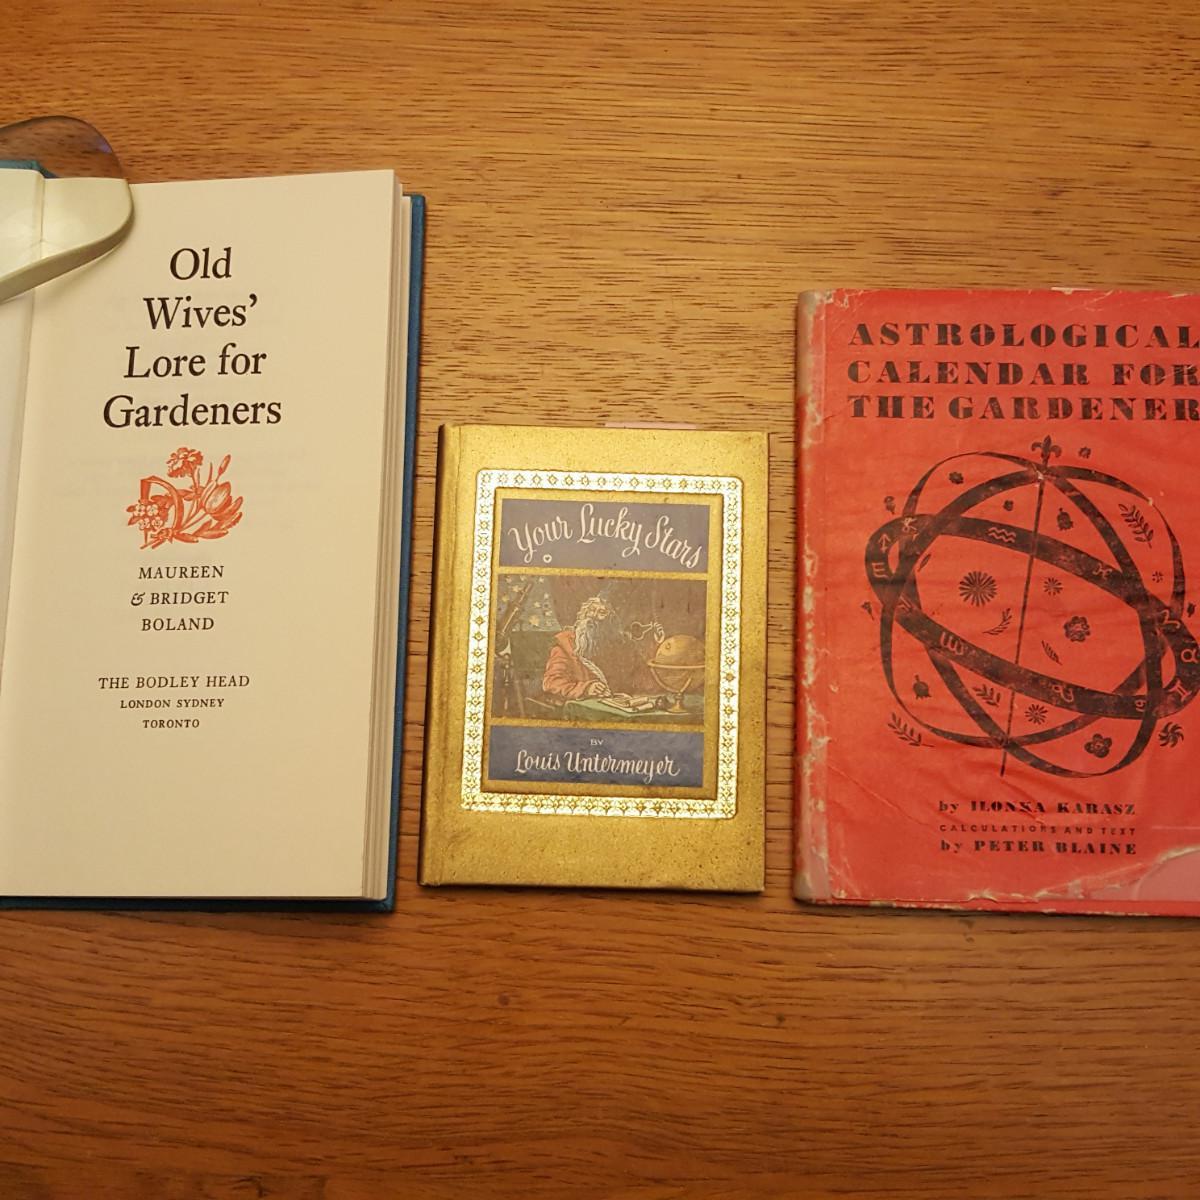 Old
Wives'
Lore for
Gardeners
MAUREEN
& BRIDGET
BOLAND
THE BODLEY HEAD
LONDON SYDNEY
TORONTO
Your Lucky Stars
BY
Louis Untermeyer
ASTROLOGICAL
CALENDAR FOR
THE GARDENER
by ILONKA KARASZ
CALCULATIONS AND TEXT
by PETER BLAINE